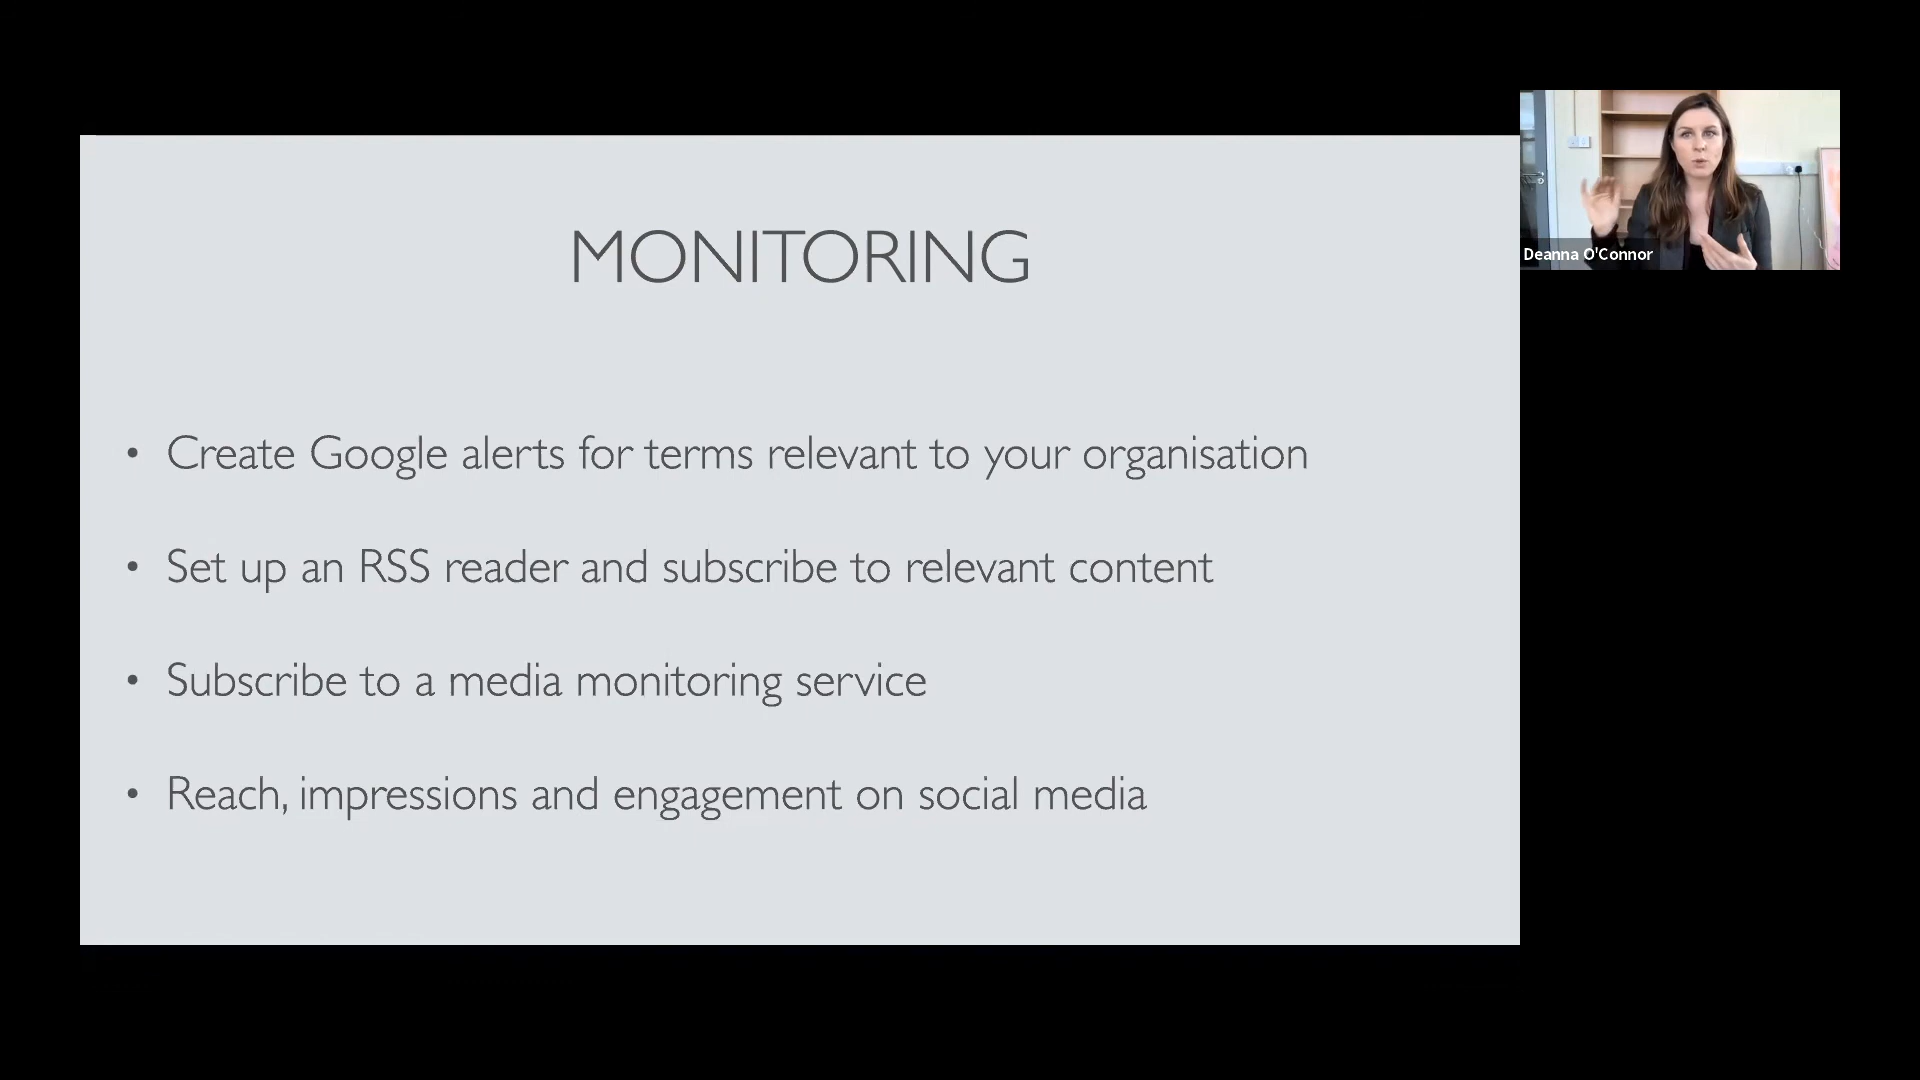 MONITORING
• Create Google alerts for terms relevant to your organisation
• Set up an RSS reader and subscribe to relevant content
• Subscribe to a media monitoring service
• Reach, impressions and engagement on social media
Deanna O'Connor